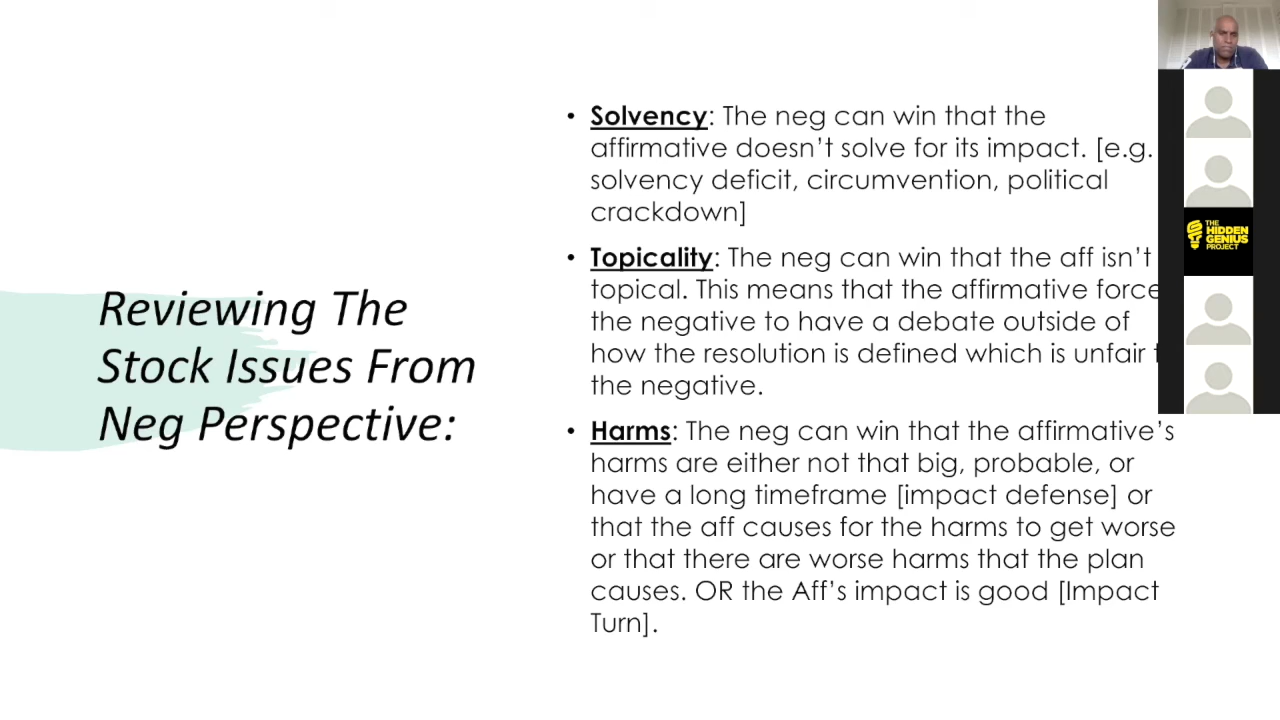 Reviewing The
Stock Issues From
Neg Perspective:
• Solvency: The neg can win that the
affirmative doesn’t solve for its impact. [e.g.
solvency deficit, circumvention, political
crackdown]
• Topicality: The neg can win that the aff isn’t
topical. This means that the affirmative force
the negative to have a debate outside of
how the resolution is defined which is unfair
the negative.
• Harms: The neg can win that the affirmative’s
harms are either not that big, probable, or
have a long timeframe [impact defense] or
that the aff causes for the harms to get worse
or that there are worse harms that the plan
causes. OR the Aff’s impact is good [Impact
Turn].
THE
HIDDEN
GENIUS
PROJECT